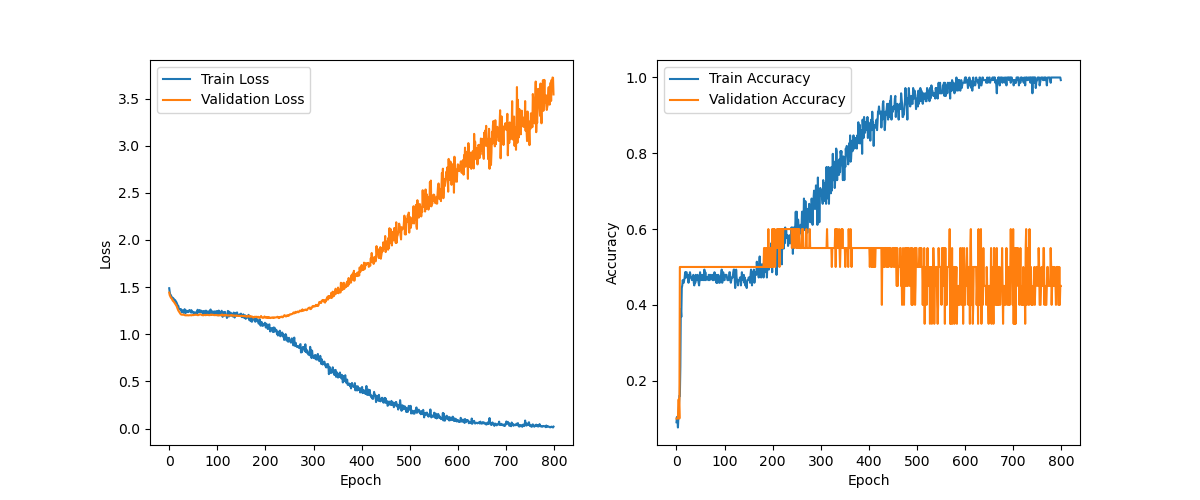 Train Loss
Validation Loss
3.5
3.0
2.5
2.0
1.5
1.0
0.5
0.0
Loss
0 100 200 300 400 500 600 700 800
Epoch
Train Accuracy
Validation Accuracy
1.0
0.8
0.6
0.4
0.2
Accuracy
0 100 200 300 400 500 600 700 800
Epoch